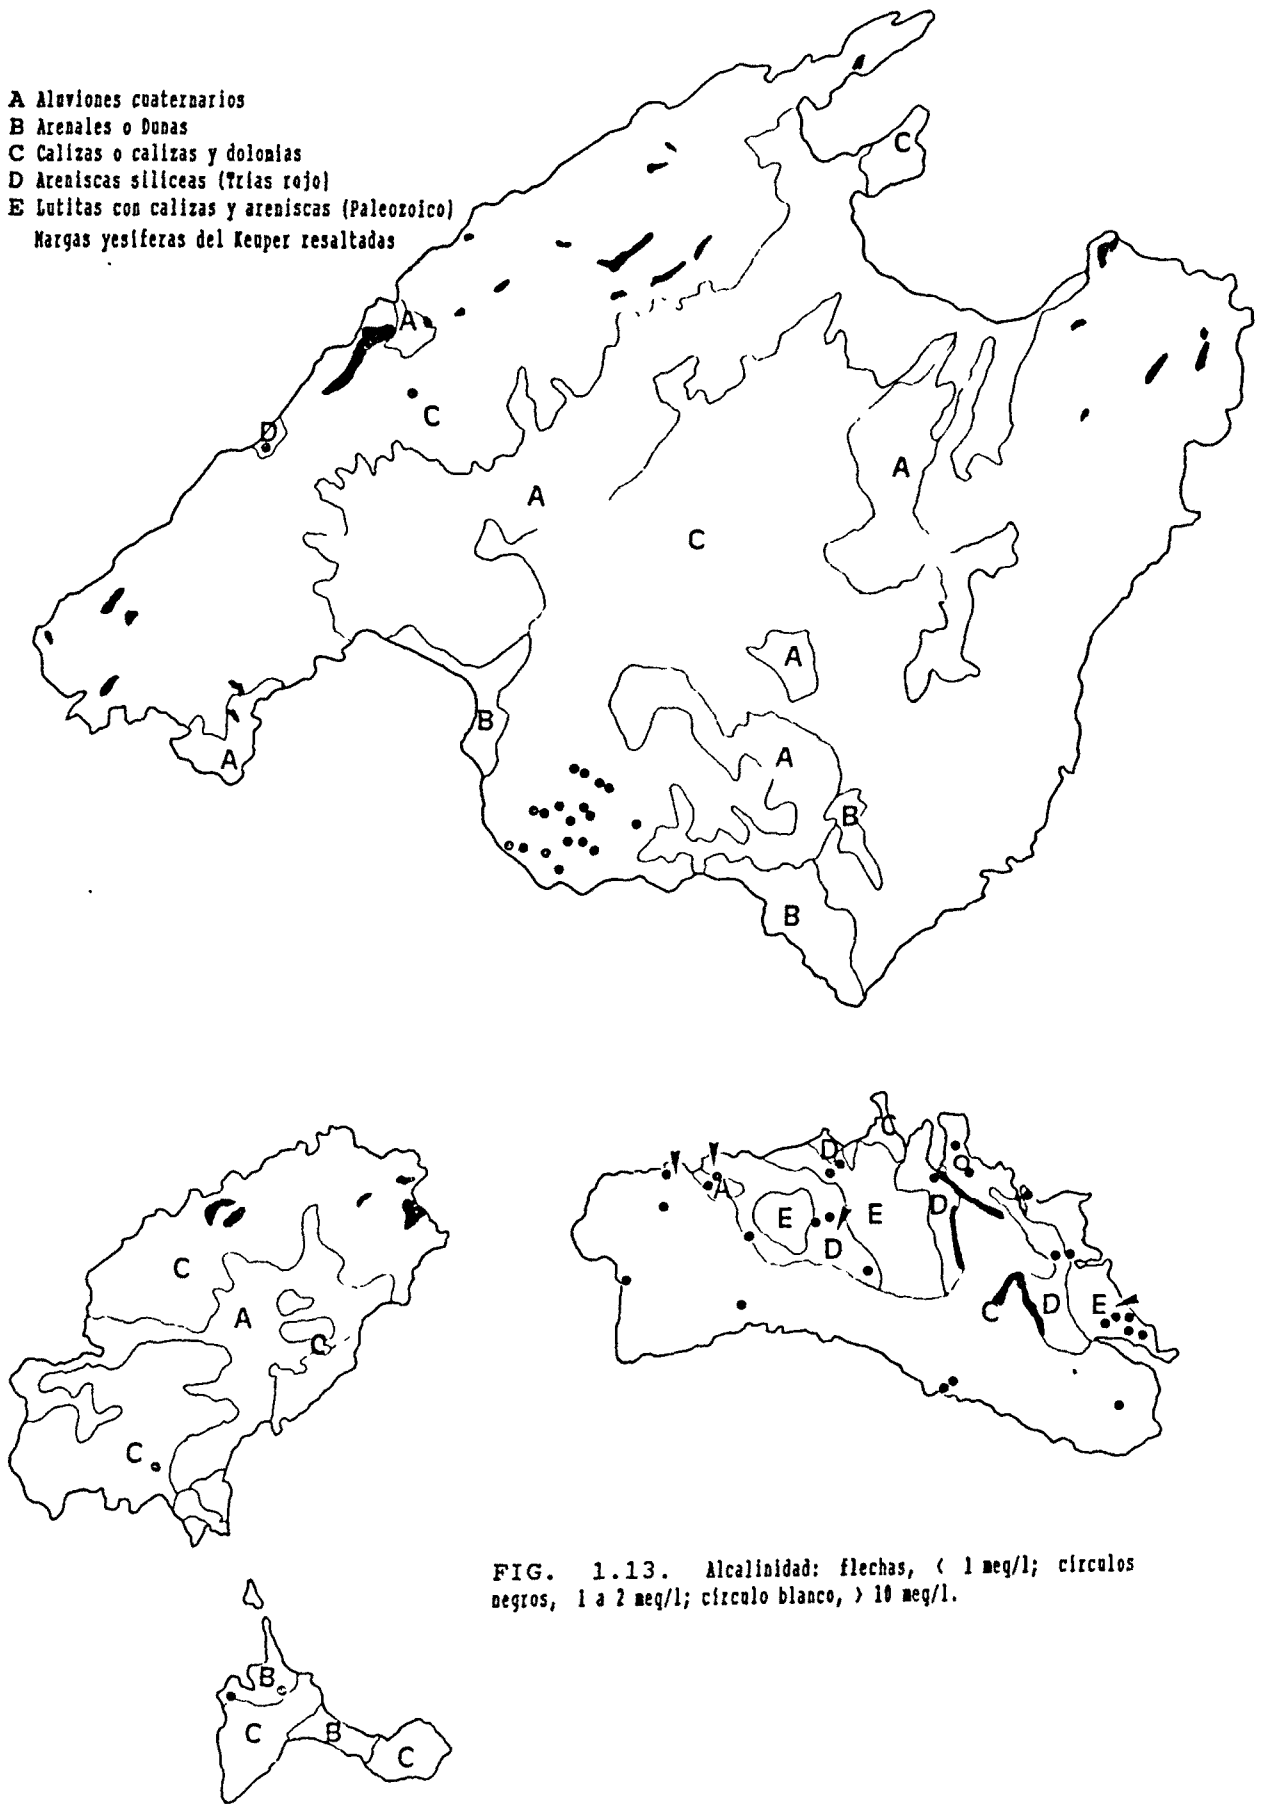 A Aluviones cuaternarios
B Arenales o Dunas
C Calizas o calizas y dolomias
D Areniscas silíceas (Trias rojo)
E Lutitas con calizas y areniscas (Paleozoico)
Margas yesíferas del Keuper resaltadas
C
A
C
D
A
A
C
A
B
A
A
B
B
C
D
C
A
E
E
D
D
C
A
C
C
D
E
C
FIG. 1.13. Alcalinidad: flechas, < 1 meq/l; círculos
negros, 1 a 2 meq/l; círculo blanco, > 10 meq/l.
B
C
B
C